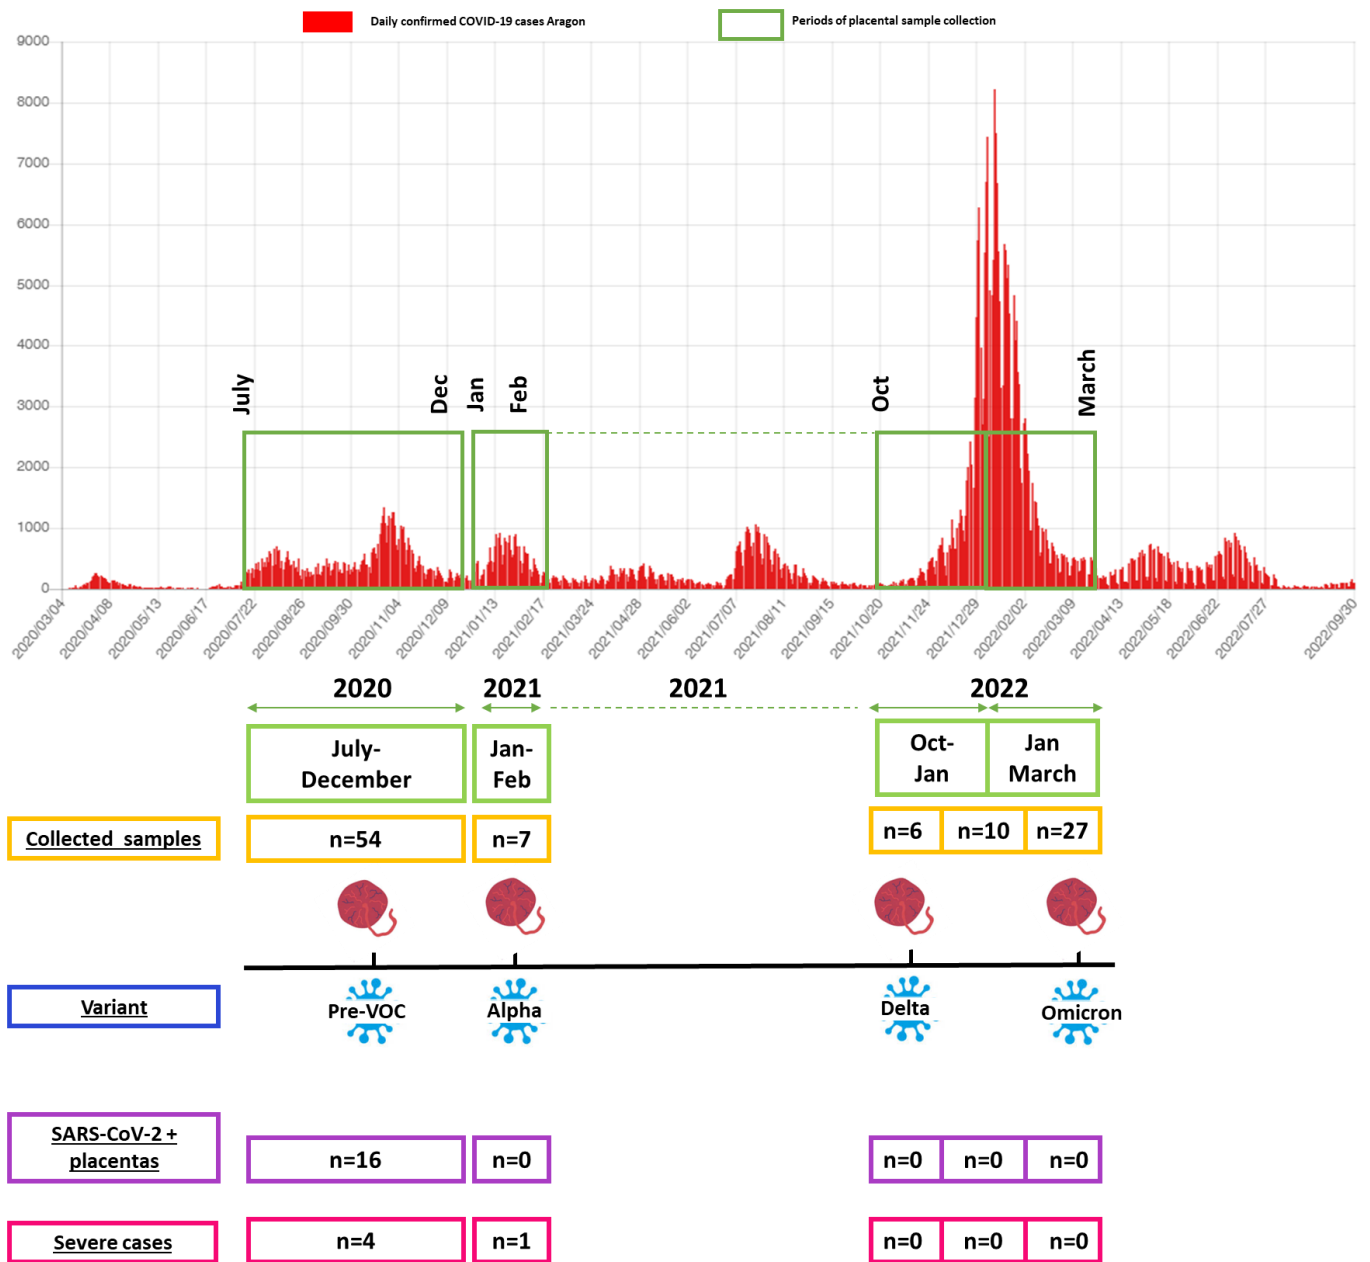 Daily confirmed COVID-19 cases Aragon
Periods of placental sample collection
9000
8000
7000
6000
5000
4000
3000
2000
1000
0
July
Dec
Jan
Feb
Oct
March
2020/03/04
2020/04/08
2020/05/13
2020/06/17
2020/07/22
2020/08/26
2020/09/30
2020/11/04
2020/12/09
2021/01/13
2021/02/17
2021/03/24
2021/04/28
2021/06/02
2021/07/07
2021/08/11
2021/09/15
2021/10/20
2021/11/24
2021/12/29
2022/02/02
2022/03/09
2022/04/13
2022/05/18
2022/06/22
2022/07/27
2022/09/30
2020
2021
2021
2022
July-
December
Jan-
Feb
Oct-
Jan
Jan
March
Collected samples
n=54
n=7
n=6
n=10
n=27
Variant
Pre-VOC
Alpha
Delta
Omicron
SARS-CoV-2 +
placentas
n=16
n=0
n=0
n=0
n=0
Severe cases
n=4
n=1
n=0
n=0
n=0